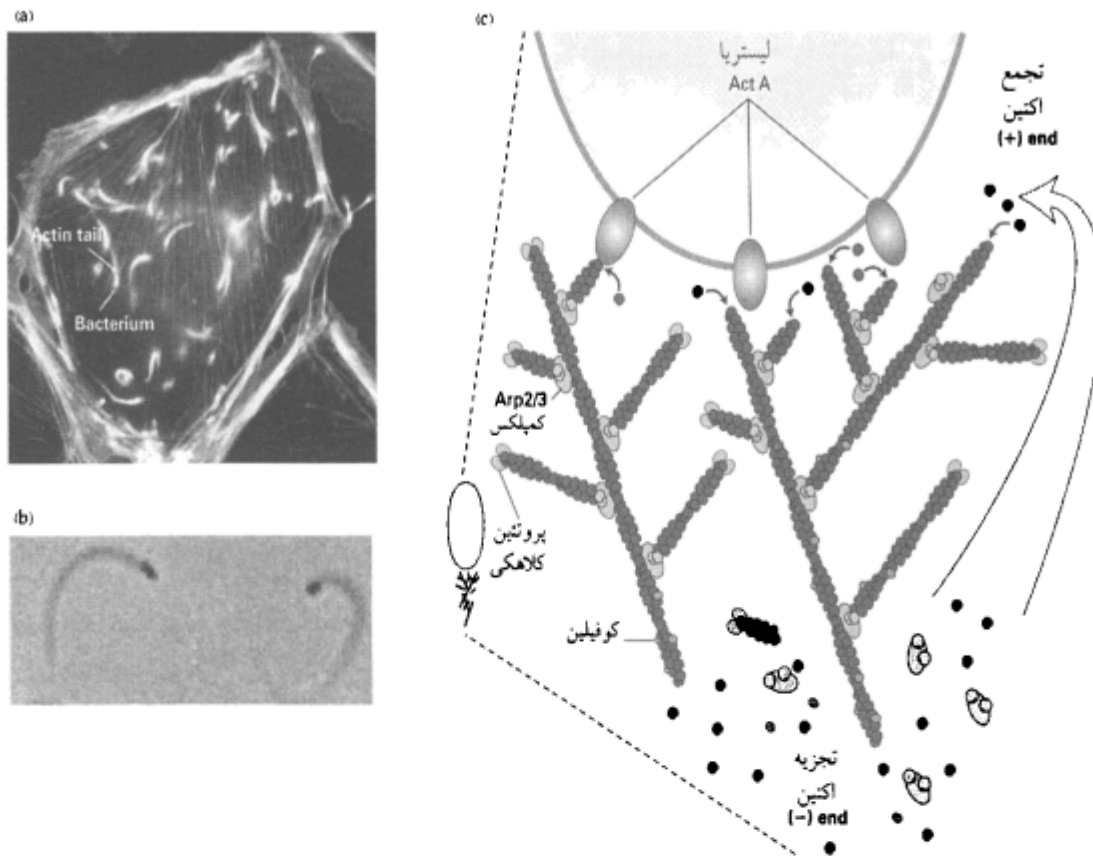 (a)
Actin tail
Bacterium
(b)
(c)
لیستریا
Act A
تجمع
اکتین
(+) end
Arp2/3
کمپلکس
پروتئین
کلاهکی
کوفیلین
تجزیه
اکتین
(−) end